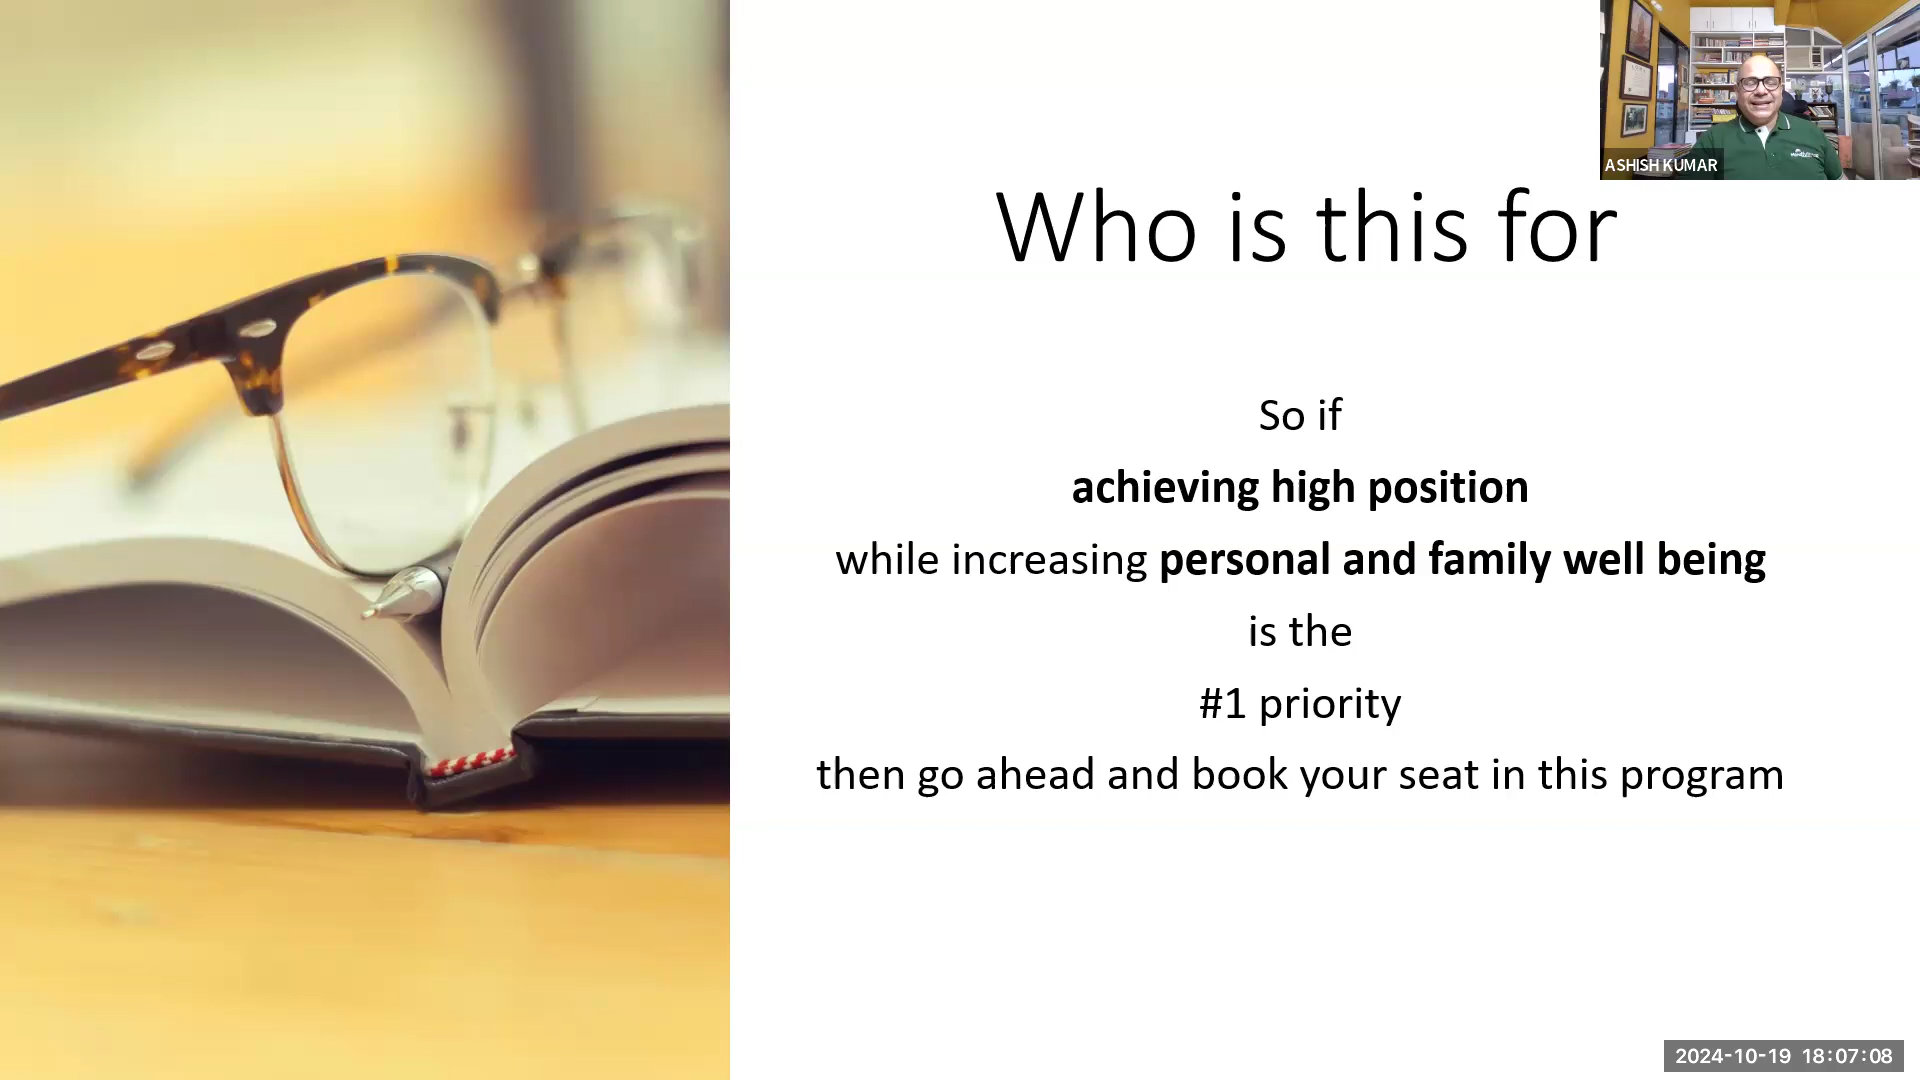 ASHISH KUMAR
Who is this for
So if
achieving high position
while increasing personal and family well being
is the
#1 priority
then go ahead and book your seat in this program
2024-10-19 18:07:08